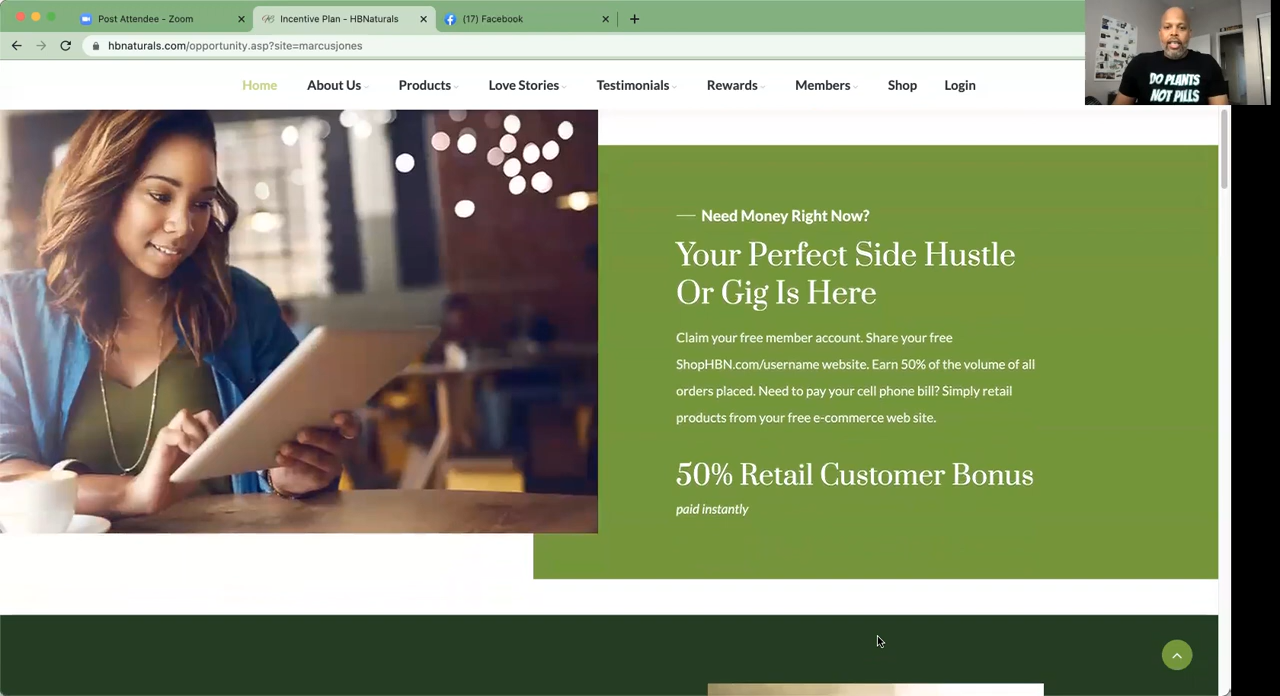 Post Attendee - Zoom
Incentive Plan - HBNaturals
(17) Facebook
hbnaturals.com/opportunity.asp?site=marcusjones
Home About Us Products Love Stories Testimonials Rewards Members Shop Login
DO PLANTS
NOT PILLS
Need Money Right Now?
Your Perfect Side Hustle
Or Gig Is Here
Claim your free member account. Share your free
ShopHBN.com/username website. Earn 50% of the volume of all
orders placed. Need to pay your cell phone bill? Simply retail
products from your free e-commerce web site.
50% Retail Customer Bonus
paid instantly